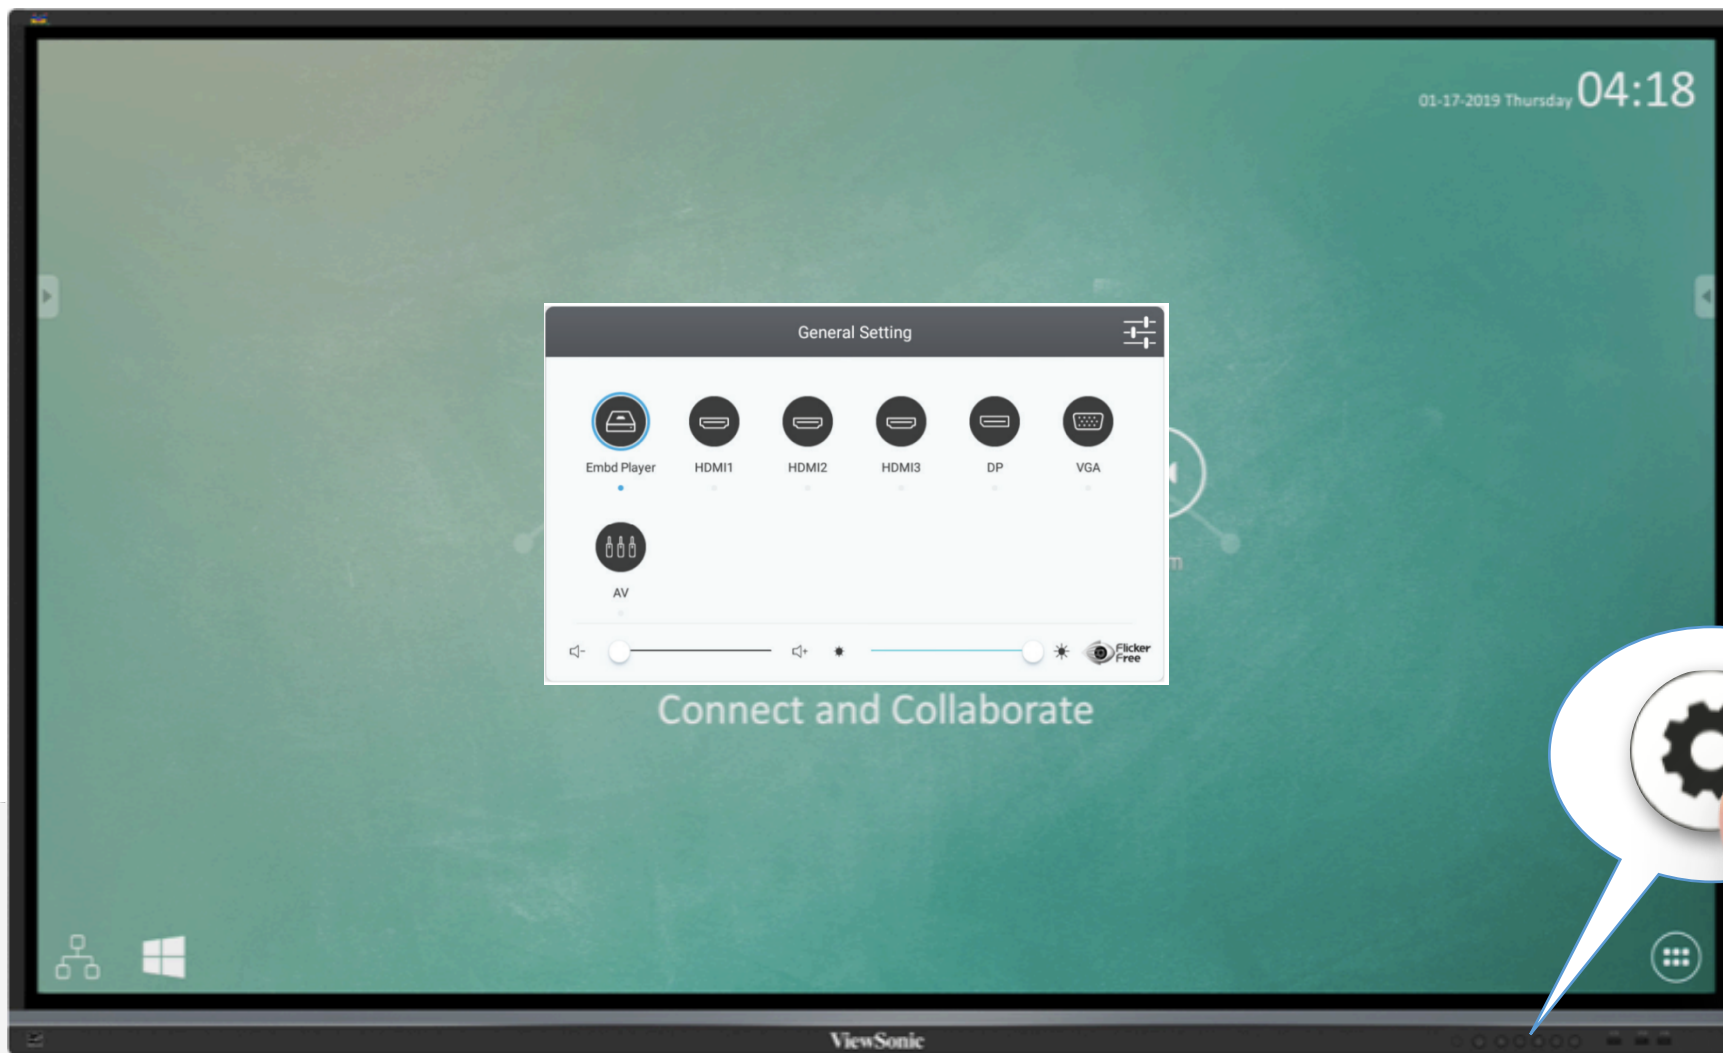 01-17-2019 Thursday 04:18
General Setting
Embd Player HDMI1 HDMI2 HDMI3 DP VGA
AV
Flicker
Free
Connect and Collaborate
ViewSonic